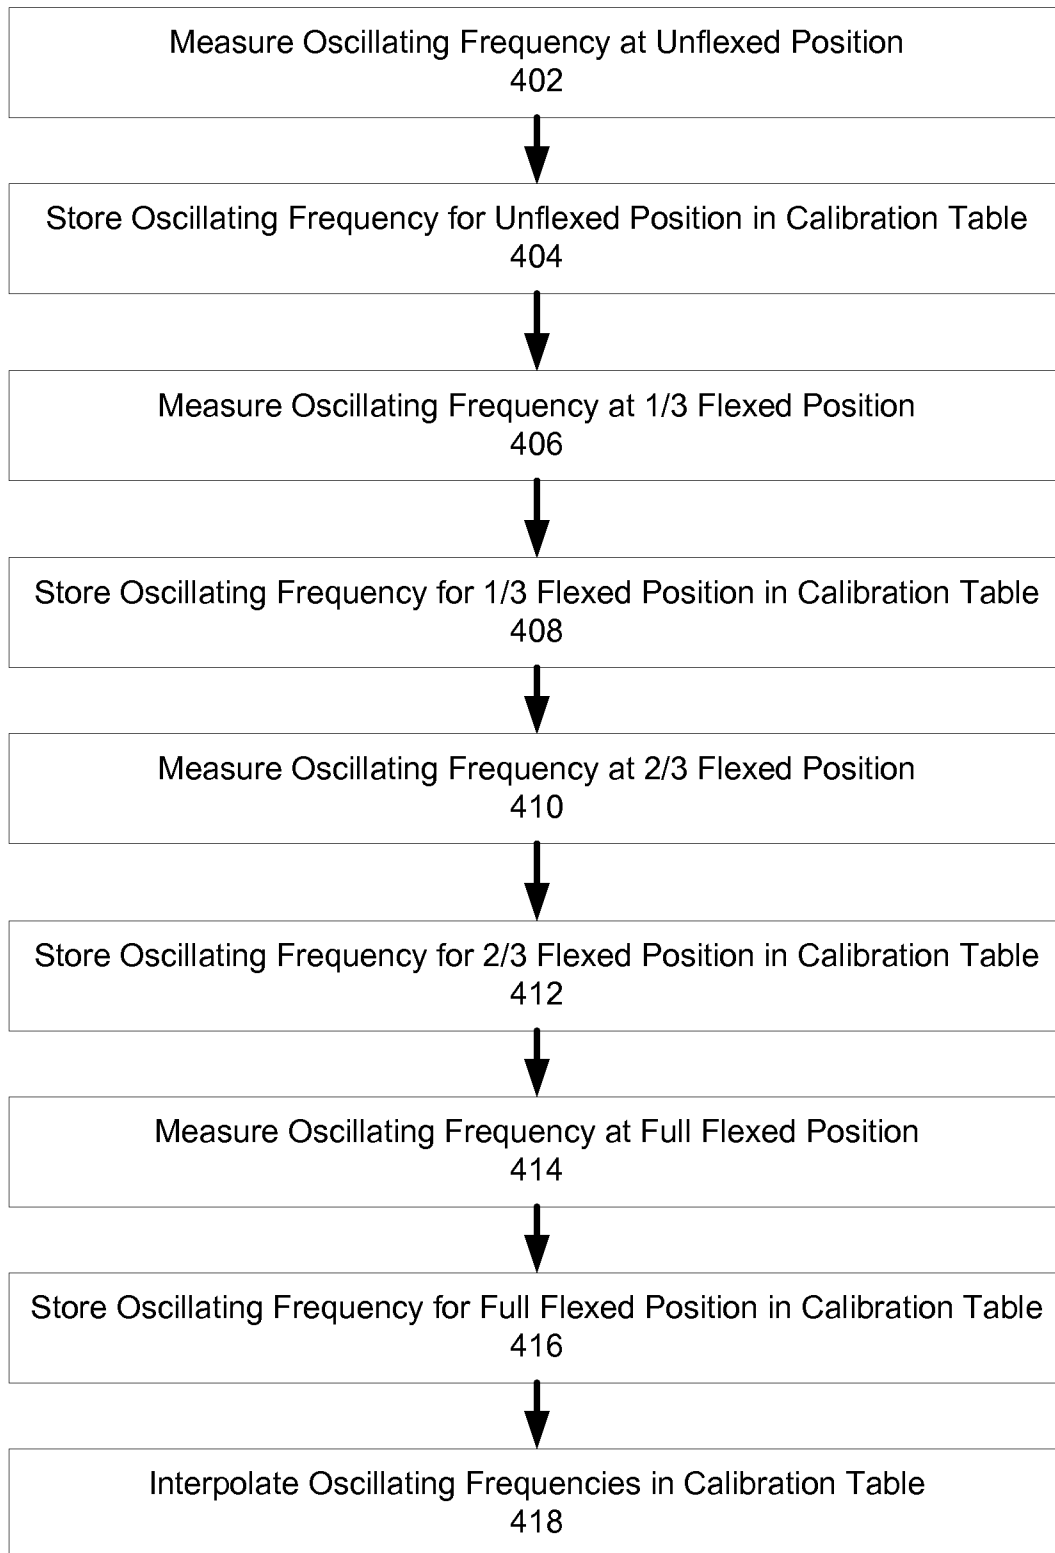 Measure Oscillating Frequency at Unflexed Position
402
Store Oscillating Frequency for Unflexed Position in Calibration Table
404
Measure Oscillating Frequency at 1/3 Flexed Position
406
Store Oscillating Frequency for 1/3 Flexed Position in Calibration Table
408
Measure Oscillating Frequency at 2/3 Flexed Position
410
Store Oscillating Frequency for 2/3 Flexed Position in Calibration Table
412
Measure Oscillating Frequency at Full Flexed Position
414
Store Oscillating Frequency for Full Flexed Position in Calibration Table
416
Interpolate Oscillating Frequencies in Calibration Table
418